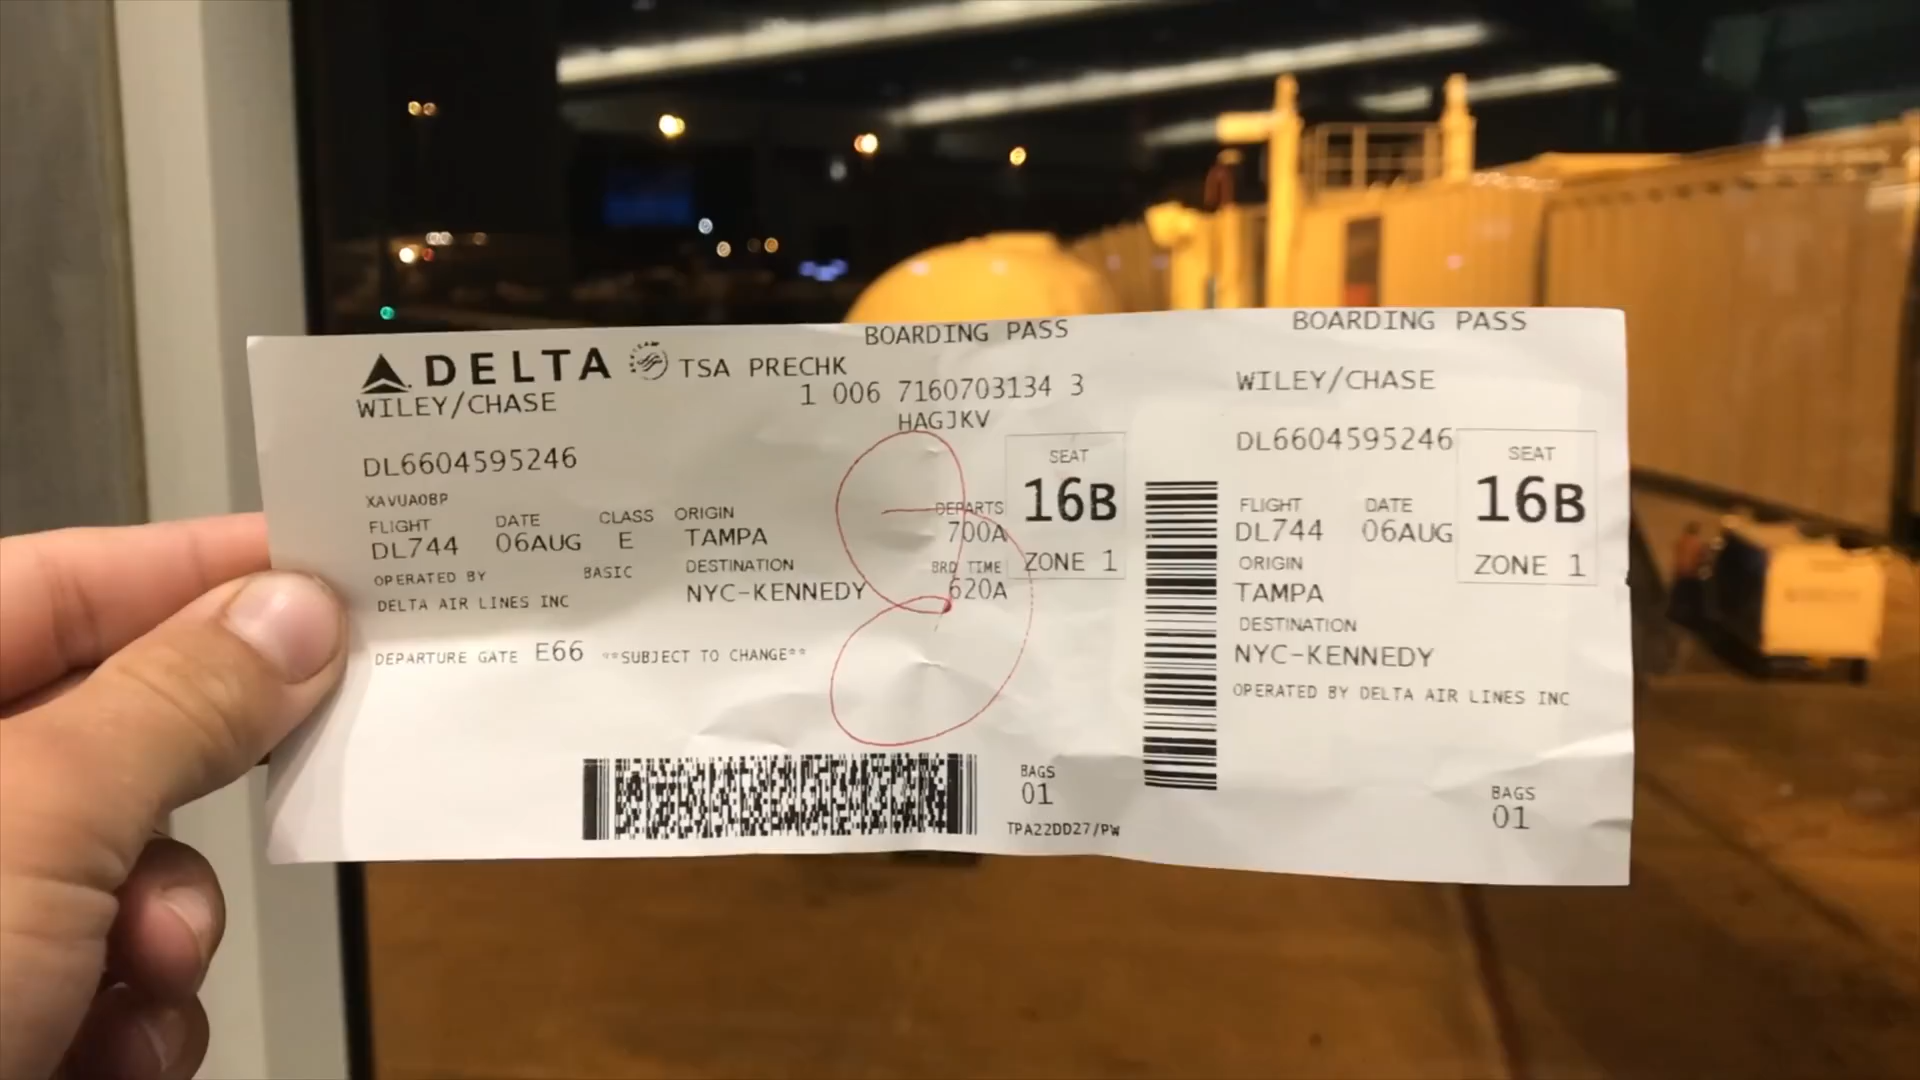 BOARDING PASS
DELTA TSA PRECHK
WILEY/CHASE
1 006 7160703134 3
HAGJKV
DL6604595246
XAVUA0BP
FLIGHT DATE CLASS ORIGIN DEPARTS
DL744 06AUG E TAMPA 700A
OPERATED BY BASIC DESTINATION BRD TIME
DELTA AIR LINES INC NYC-KENNEDY 620A
SEAT
16B
ZONE 1
DEPARTURE GATE E66 **SUBJECT TO CHANGE**
BAGS
01
TPA22DD27/PW
BOARDING PASS
WILEY/CHASE
DL6604595246
SEAT
16B
ZONE 1
FLIGHT DATE
DL744 06AUG
ORIGIN
TAMPA
DESTINATION
NYC-KENNEDY
OPERATED BY DELTA AIR LINES INC
BAGS
01